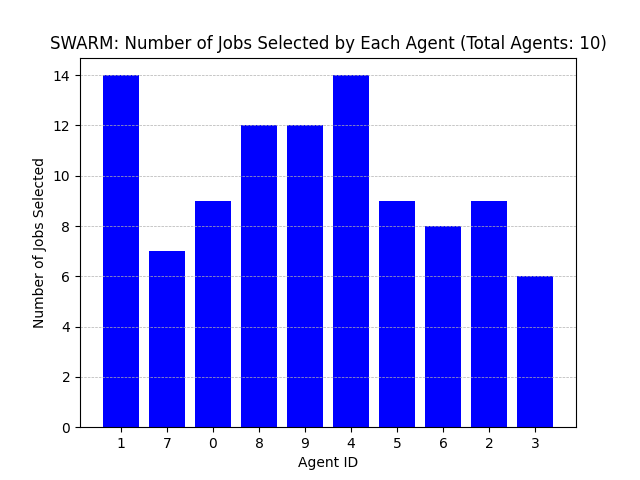 SWARM: Number of Jobs Selected by Each Agent (Total Agents: 10)
14
12
10
8
6
4
2
0
Number of Jobs Selected
1 7 0 8 9 4 5 6 2 3
Agent ID